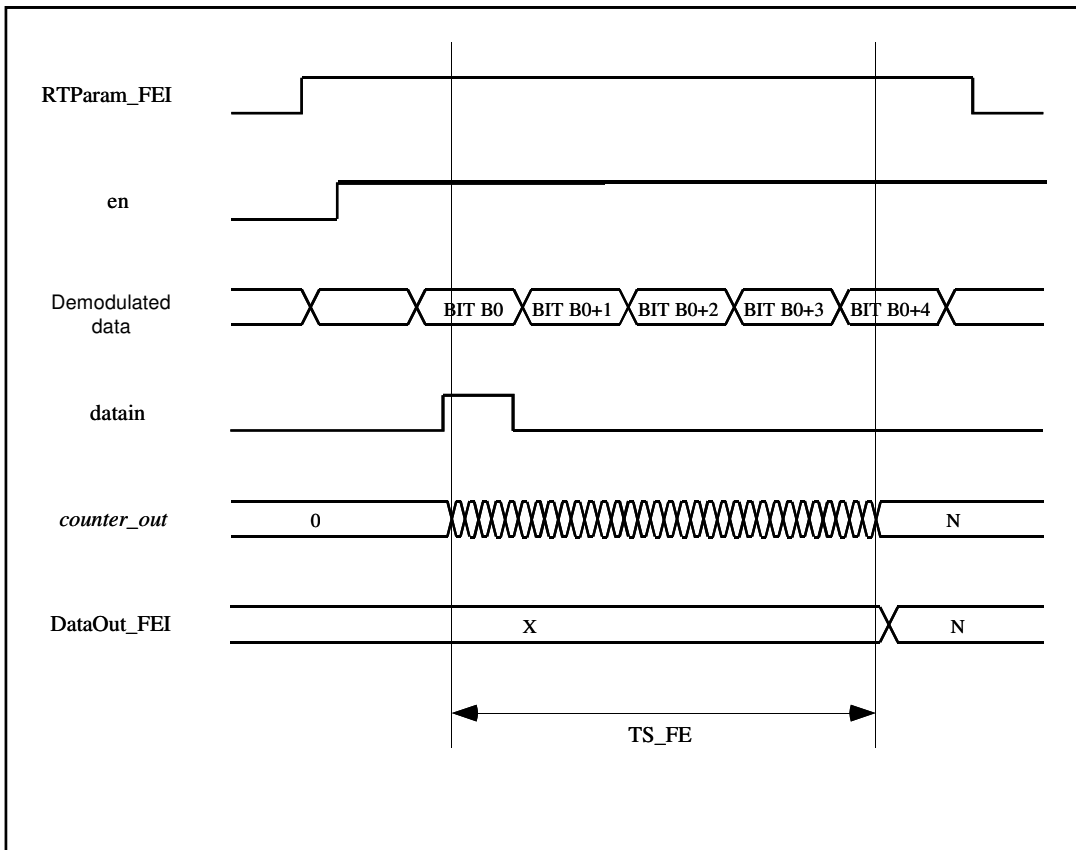 RTParam_FEI
en
Demodulated
data
BIT B0 BIT B0+1 BIT B0+2 BIT B0+3 BIT B0+4
datain
counter_out 0 N
DataOut_FEI X N
TS_FE